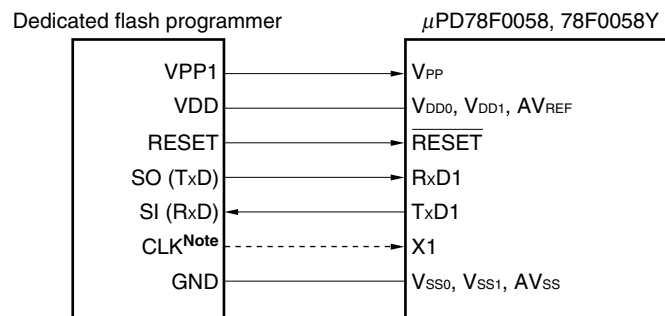 Dedicated flash programmer μPD78F0058, 78F0058Y
VPP1 VPP
VDD VDD0, VDD1, AVREF
RESET RESET
SO (TxD) RxD1
SI (RxD) TxD1
CLKNote X1
GND VSS0, VSS1, AVSS